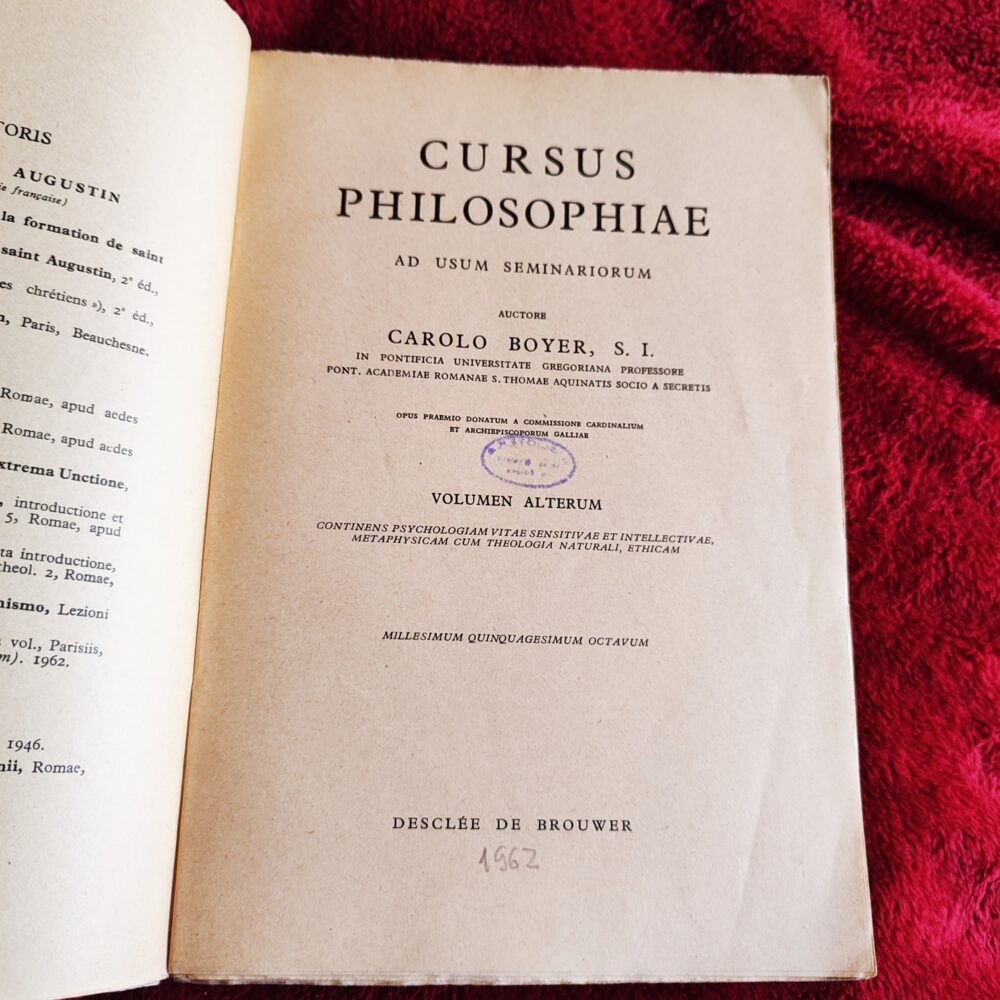 TORIS
AUGUSTIN
ie française)
la formation de saint
saint Augustin, 2e éd.,
es chrétiens »), 2e éd.,
Paris, Beauchesne.
Romae, apud aedes
Romae, apud aedes
xtrema Unctione,
introductione et
5, Romae, apud
ta introductione,
theol. 2, Romae,
nismo, Lezioni
vol., Parisiis,
m). 1962.
1946.
nii, Romae,
CURSUS
PHILOSOPHIAE
AD USUM SEMINARIORUM
AUCTORE
CAROLO BOYER, S. I.
IN PONTIFICIA UNIVERSITATE GREGORIANA PROFESSORE
PONT. ACADEMIAE ROMANAE S. THOMAE AQUINATIS SOCIO A SECRETIS
OPUS PRAEMIO DONATUM A COMMISSIONE CARDINALIUM
ET ARCHIEPISCOPORUM GALLIAE
VOLUMEN ALTERUM
CONTINENS PSYCHOLOGIAM VITAE SENSITIVAE ET INTELLECTIVAE,
METAPHYSICAM CUM THEOLOGIA NATURALI, ETHICAM
MILLESIMUM QUINQUAGESIMUM OCTAVUM
DESCLÉE DE BROUWER
1962